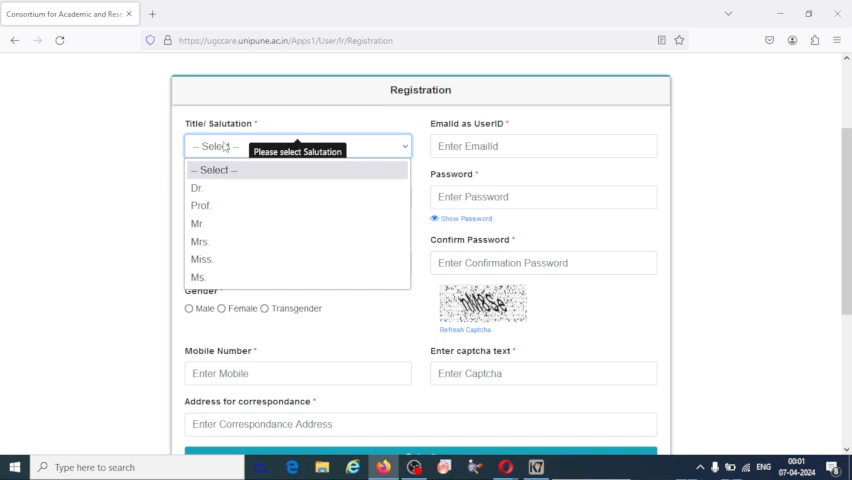 Consortium for Academic and Rese
https://ugccare.unipune.ac.in/Apps1/User/Ir/Registration
Registration
Title/ Salutation *
EmailId as UserID *
-- Select --
Please select Salutation
Enter EmailId
-- Select --
Dr.
Prof.
Mr.
Mrs.
Miss.
Ms.
Password *
Enter Password
Show Password
Confirm Password *
Enter Confirmation Password
Gender
Male Female Transgender
nM8Se
Refresh Captcha
Mobile Number *
Enter captcha text *
Enter Mobile
Enter Captcha
Address for correspondance *
Enter Correspondance Address
Type here to search
K7
ENG
00:01
07-04-2024
8